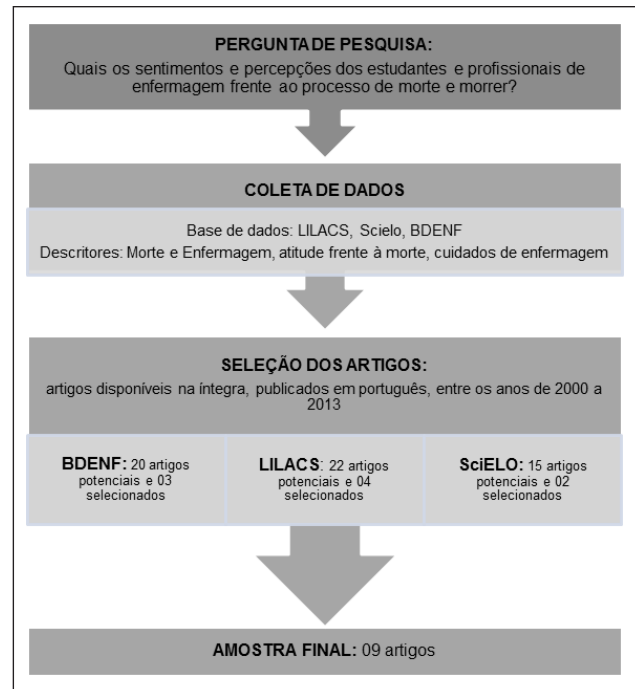 PERGUNTA DE PESQUISA:
Quais os sentimentos e percepções dos estudantes e profissionais de
enfermagem frente ao processo de morte e morrer?
COLETA DE DADOS
Base de dados: LILACS, Scielo, BDENF
Descritores: Morte e Enfermagem, atitude frente à morte, cuidados de enfermagem
SELEÇÃO DOS ARTIGOS:
artigos disponíveis na íntegra, publicados em português, entre os anos de 2000 a
2013
BDENF: 20 artigos
potenciais e 03
selecionados
LILACS: 22 artigos
potenciais e 04
selecionados
SciELO: 15 artigos
potenciais e 02
selecionados
AMOSTRA FINAL: 09 artigos